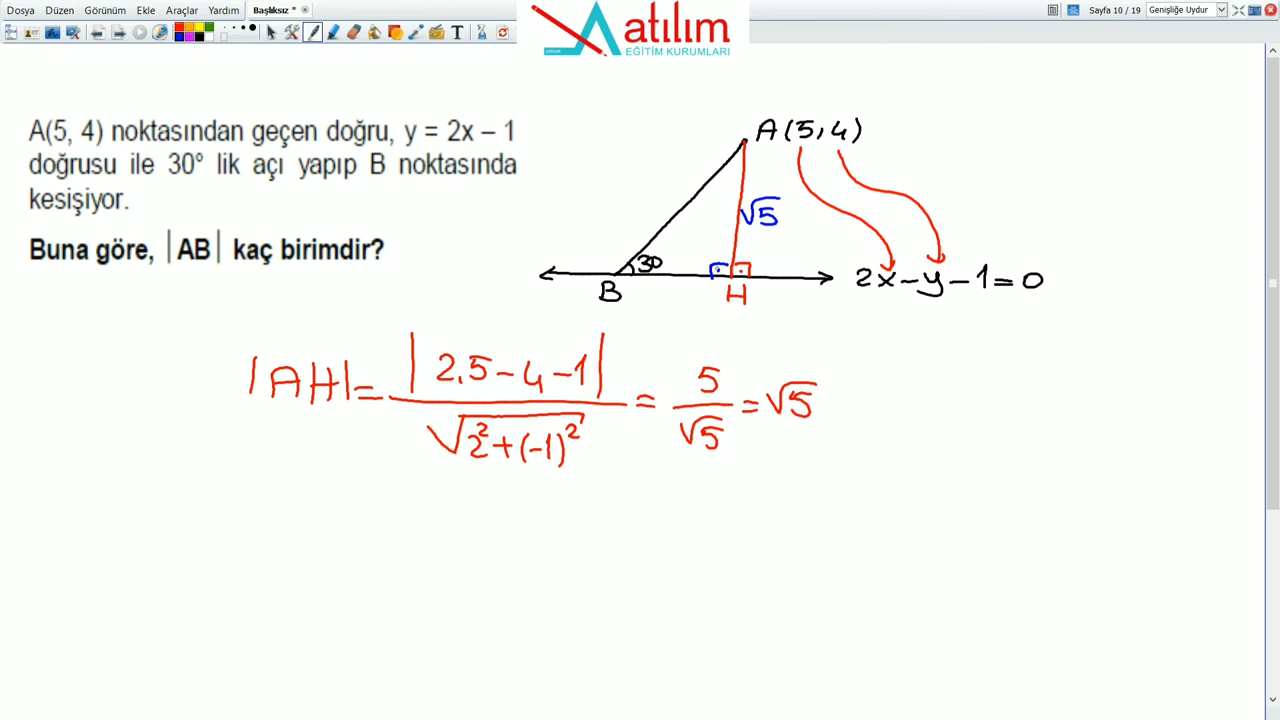 Dosya Düzen Görünüm Ekle Araçlar Yardım Başlıksız * Sayfa 10 / 19 Genişliğe Uydur
atılım
EĞİTİM KURUMLARI
A(5, 4) noktasından geçen doğru, y = 2x – 1
doğrusu ile 30° lik açı yapıp B noktasında
kesişiyor.
Buna göre, |AB| kaç birimdir?
A(5,4)
√5
30
B
H
2x-y-1=0
|AH|= |2.5-4-1| / √2²+(-1)² = 5/√5 = √5